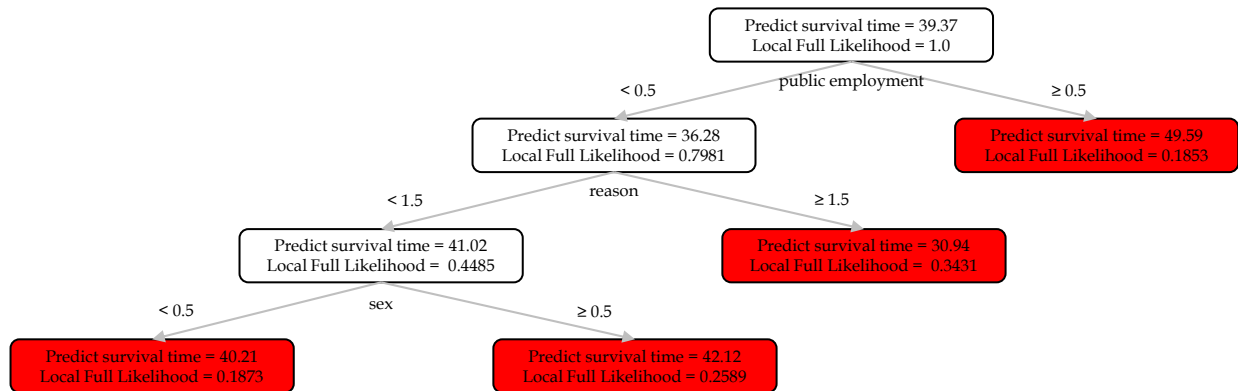 Predict survival time = 39.37
Local Full Likelihood = 1.0
public employment
< 0.5
≥ 0.5
Predict survival time = 36.28
Local Full Likelihood = 0.7981
Predict survival time = 49.59
Local Full Likelihood = 0.1853
reason
< 1.5
≥ 1.5
Predict survival time = 41.02
Local Full Likelihood = 0.4485
Predict survival time = 30.94
Local Full Likelihood = 0.3431
sex
< 0.5
≥ 0.5
Predict survival time = 40.21
Local Full Likelihood = 0.1873
Predict survival time = 42.12
Local Full Likelihood = 0.2589